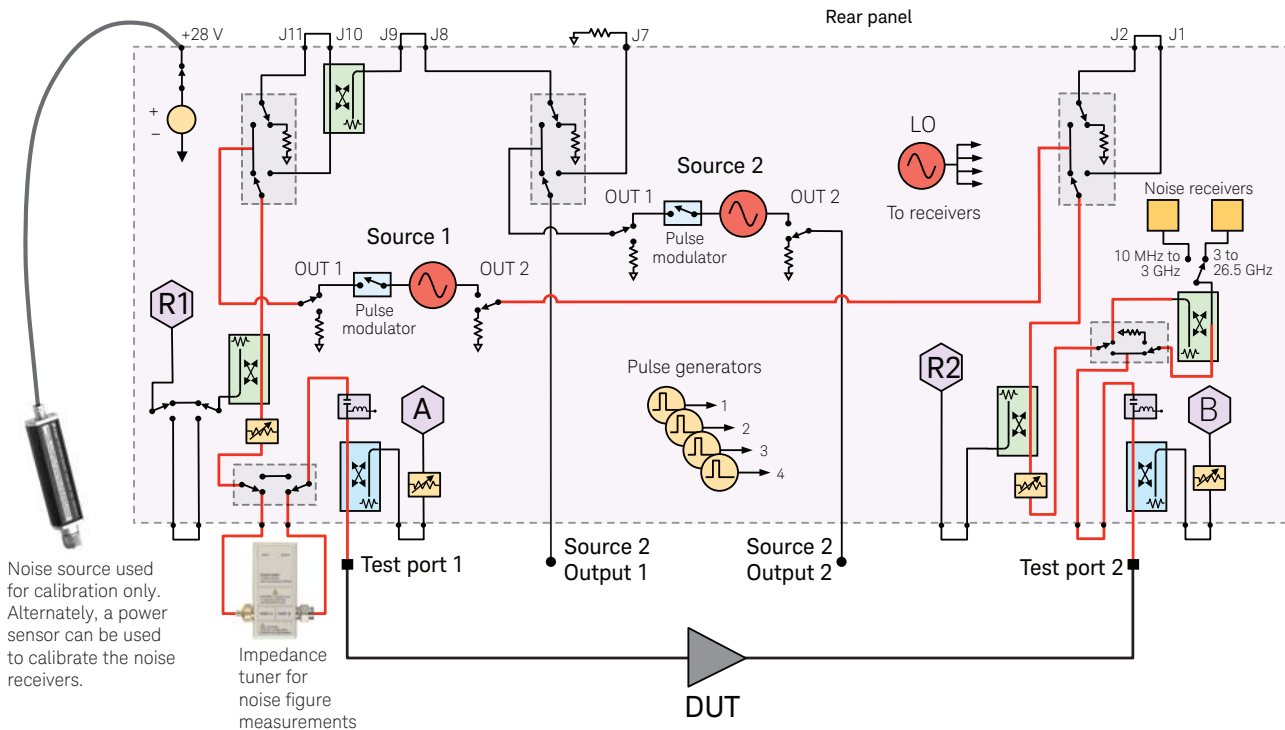 Rear panel
+28 V
J11
J10
J9
J8
J7
J2
J1
+
−
LO
To receivers
Source 2
OUT 1
OUT 2
Pulse
modulator
Source 1
OUT 1
OUT 2
Pulse
modulator
Noise receivers
10 MHz to
3 GHz
3 to
26.5 GHz
R1
A
Pulse generators
1
2
3
4
R2
B
Test port 1
Source 2
Output 1
Source 2
Output 2
Test port 2
Noise source used
for calibration only.
Alternately, a power
sensor can be used
to calibrate the noise
receivers.
Impedance
tuner for
noise figure
measurements
DUT